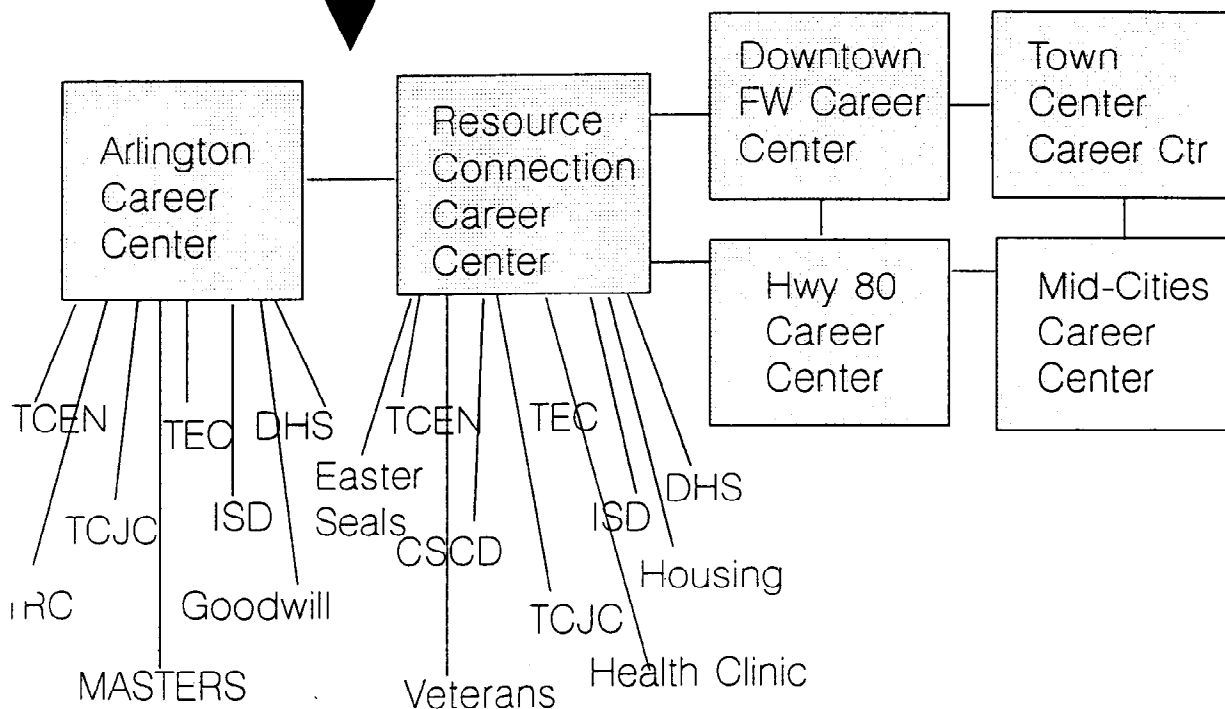 Arlington
Career
Center
Resource
Connection
Career
Center
Downtown
FW Career
Center
Town
Center
Career Ctr
Hwy 80
Career
Center
Mid-Cities
Career
Center
TCEN
TEC
DHS
TCJC
ISD
Goodwill
MASTERS
Easter
Seals
TCEN
TEC
DHS
CSCD
ISD
Housing
TCJC
Health Clinic
Veterans